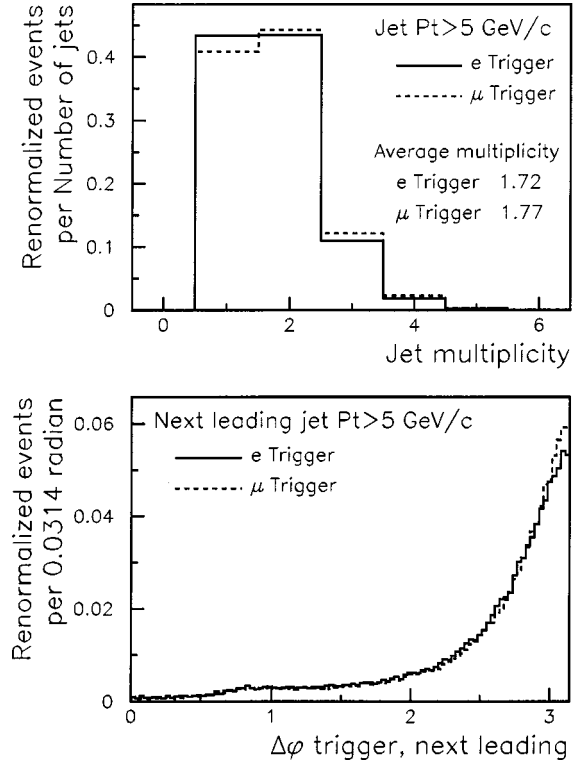 Renormalized events
per Number of jets
0.4
0.3
0.2
0.1
0
Jet Pt>5 GeV/c
e Trigger
μ Trigger
Average multiplicity
e Trigger 1.72
μ Trigger 1.77
0 2 4 6
Jet multiplicity
Renormalized events
per 0.0314 radian
0.06
0.04
0.02
0
Next leading jet Pt>5 GeV/c
e Trigger
μ Trigger
0 1 2 3
Δφ trigger, next leading